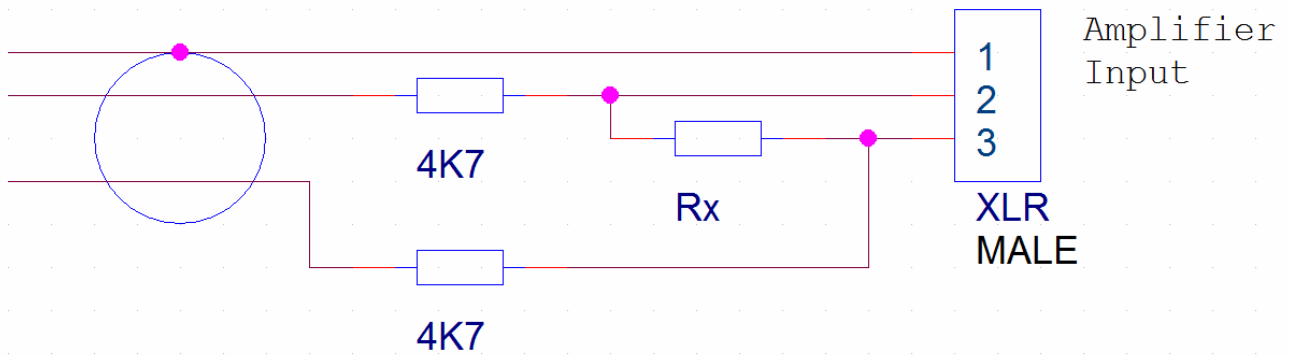 Amplifier
Input
1
2
3
4K7
Rx
XLR
MALE
4K7